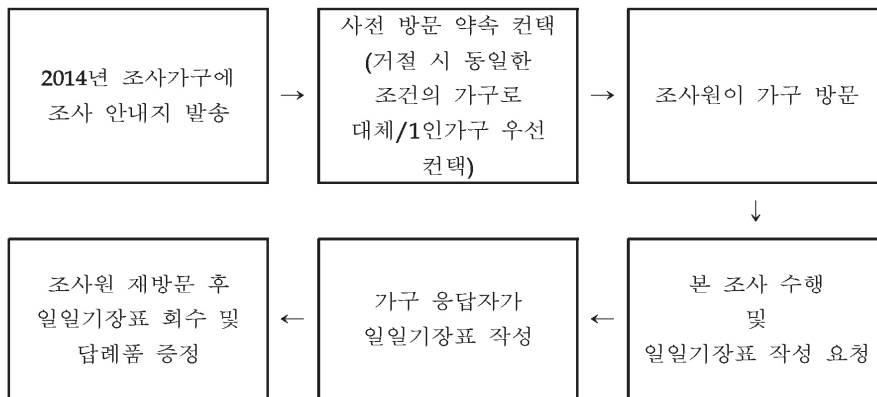 2014년 조사가구에
조사 안내지 발송
→
사전 방문 약속 컨택
(거절 시 동일한
조건의 가구로
대체/1인가구 우선
컨택)
→
조사원이 가구 방문
↓
본 조사 수행
및
일일기장표 작성 요청
←
가구 응답자가
일일기장표 작성
←
조사원 재방문 후
일일기장표 회수 및
답례품 증정